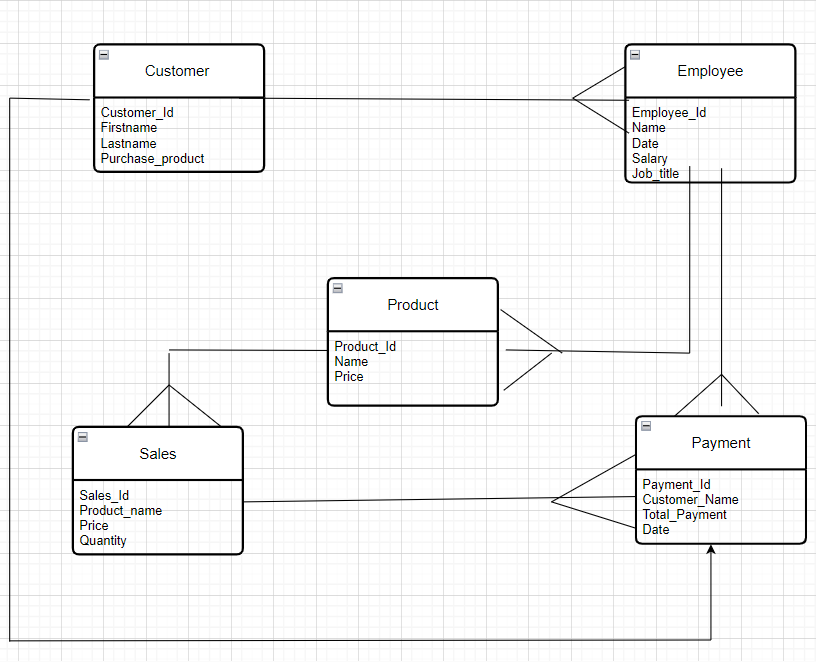 Customer
Customer_Id
Firstname
Lastname
Purchase_product
Employee
Employee_Id
Name
Date
Salary
Job_title
Product
Product_Id
Name
Price
Sales
Sales_Id
Product_name
Price
Quantity
Payment
Payment_Id
Customer_Name
Total_Payment
Date